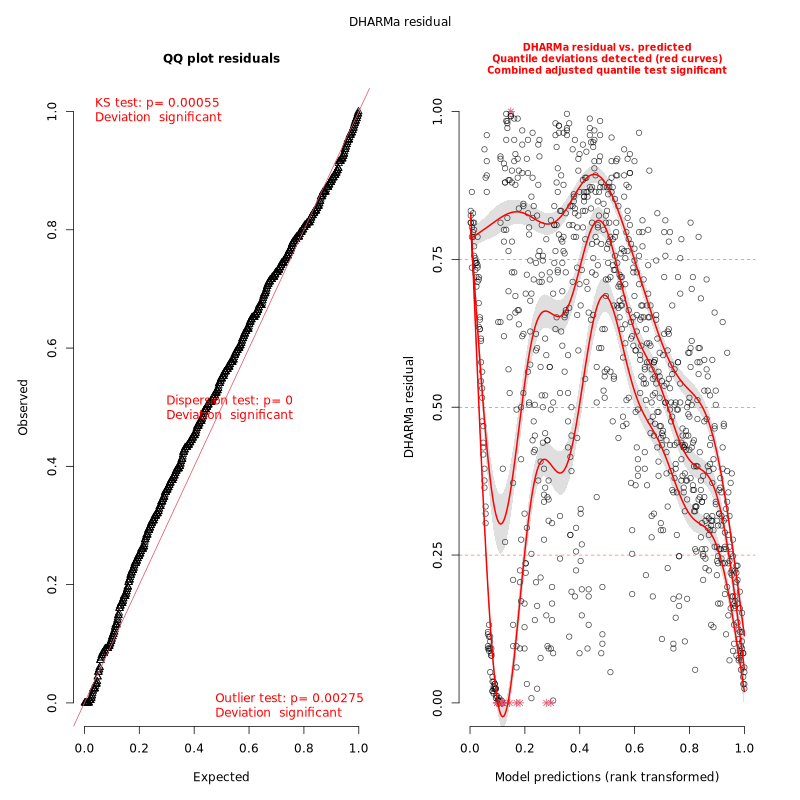 DHARMa residual
QQ plot residuals
KS test: p= 0.00055
Deviation significant
Dispersion test: p= 0
Deviation significant
Outlier test: p= 0.00275
Deviation significant
Observed
0.0
0.2
0.4
0.6
0.8
1.0
0.0
0.2
0.4
0.6
0.8
1.0
Expected
DHARMa residual vs. predicted
Quantile deviations detected (red curves)
Combined adjusted quantile test significant
DHARMa residual
0.00
0.25
0.50
0.75
1.00
0.0
0.2
0.4
0.6
0.8
1.0
Model predictions (rank transformed)